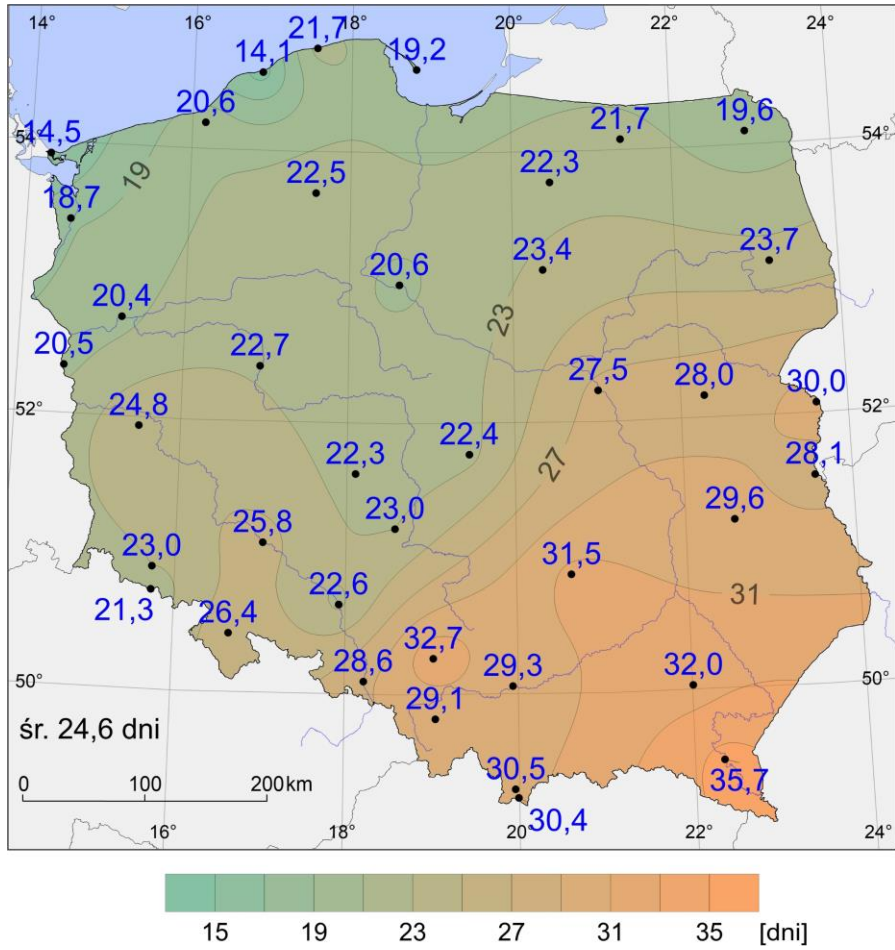 14° 16° 18° 20° 22° 24°
21,7
14,1 19,2
20,6 21,7 19,6
14,5
54° 54°
22,5 22,3
19
18,7
23,4 23,7
20,6
20,4
23
20,5 22,7
27,5 28,0 30,0
24,8
52° 52°
22,3 22,4 28,1
27
29,6
25,8 23,0
23,0 31,5
21,3 22,6 31
26,4
32,7
28,6 29,3 32,0
50° 50°
29,1
śr. 24,6 dni
30,5 35,7
0 100 200km
30,4
16° 18° 20° 22° 24°
15 19 23 27 31 35 [dni]